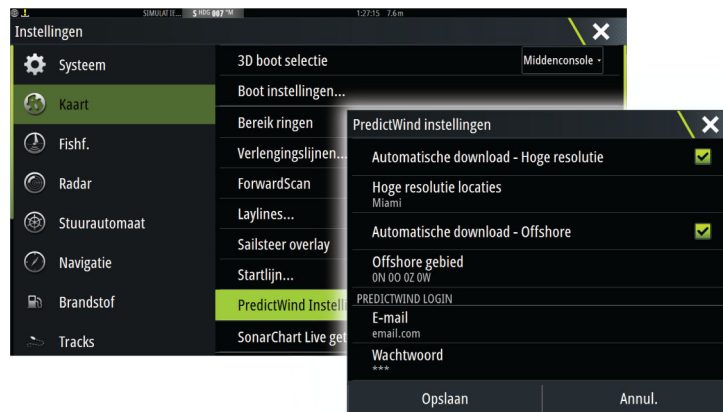 SIMULATIE... S HDG 007 °M 1:27:15 7.6 m
Instellingen
Systeem
Kaart
Fishf.
Radar
Stuurautomaat
Navigatie
Brandstof
Tracks
3D boot selectie
Middenconsole
Boot instellingen...
Bereik ringen
Verlengingslijnen...
ForwardScan
Laylines...
Sailsteer overlay
Startlijn...
PredictWind Instelli
SonarChart Live get
PredictWind instellingen
Automatische download - Hoge resolutie
Hoge resolutie locaties
Miami
Automatische download - Offshore
Offshore gebied
0N 0O 0Z 0W
PREDICTWIND LOGIN
E-mail
email.com
Wachtwoord
***
Opslaan
Annul.